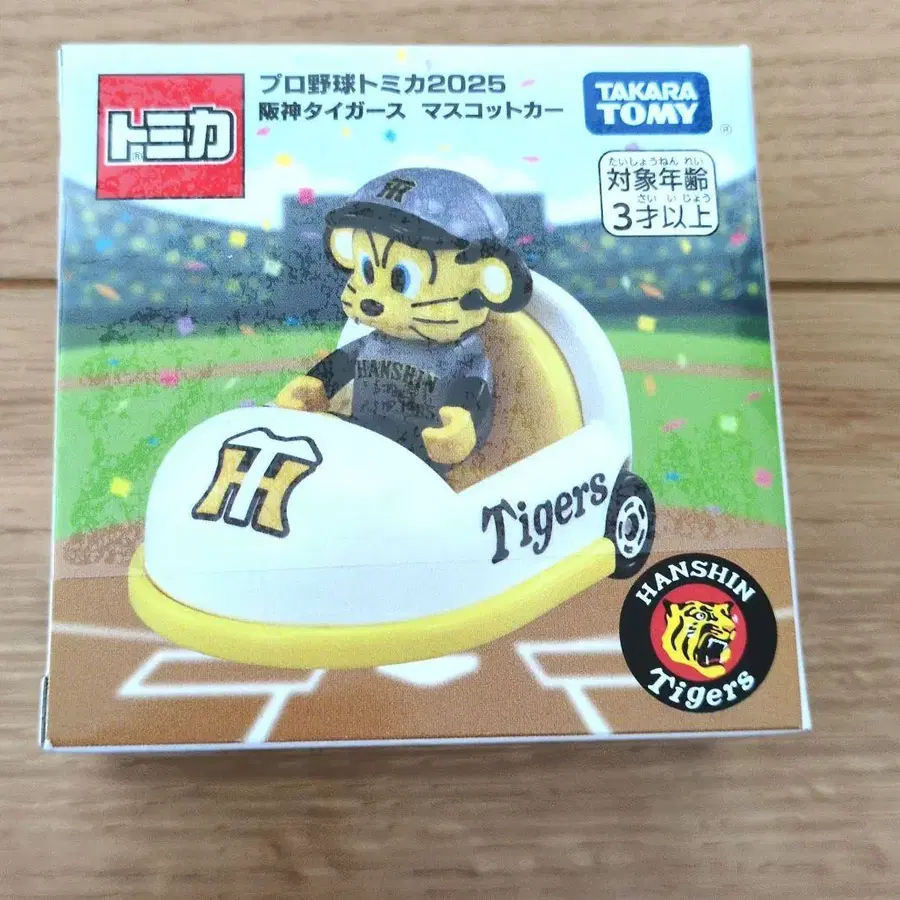 トミカ
プロ野球トミカ2025
阪神タイガース マスコットカー
TAKARA
TOMY
たいしょうねんれい
対象年齢
さいいじょう
3才以上
HANSHIN
Tigers
HANSHIN
Tigers